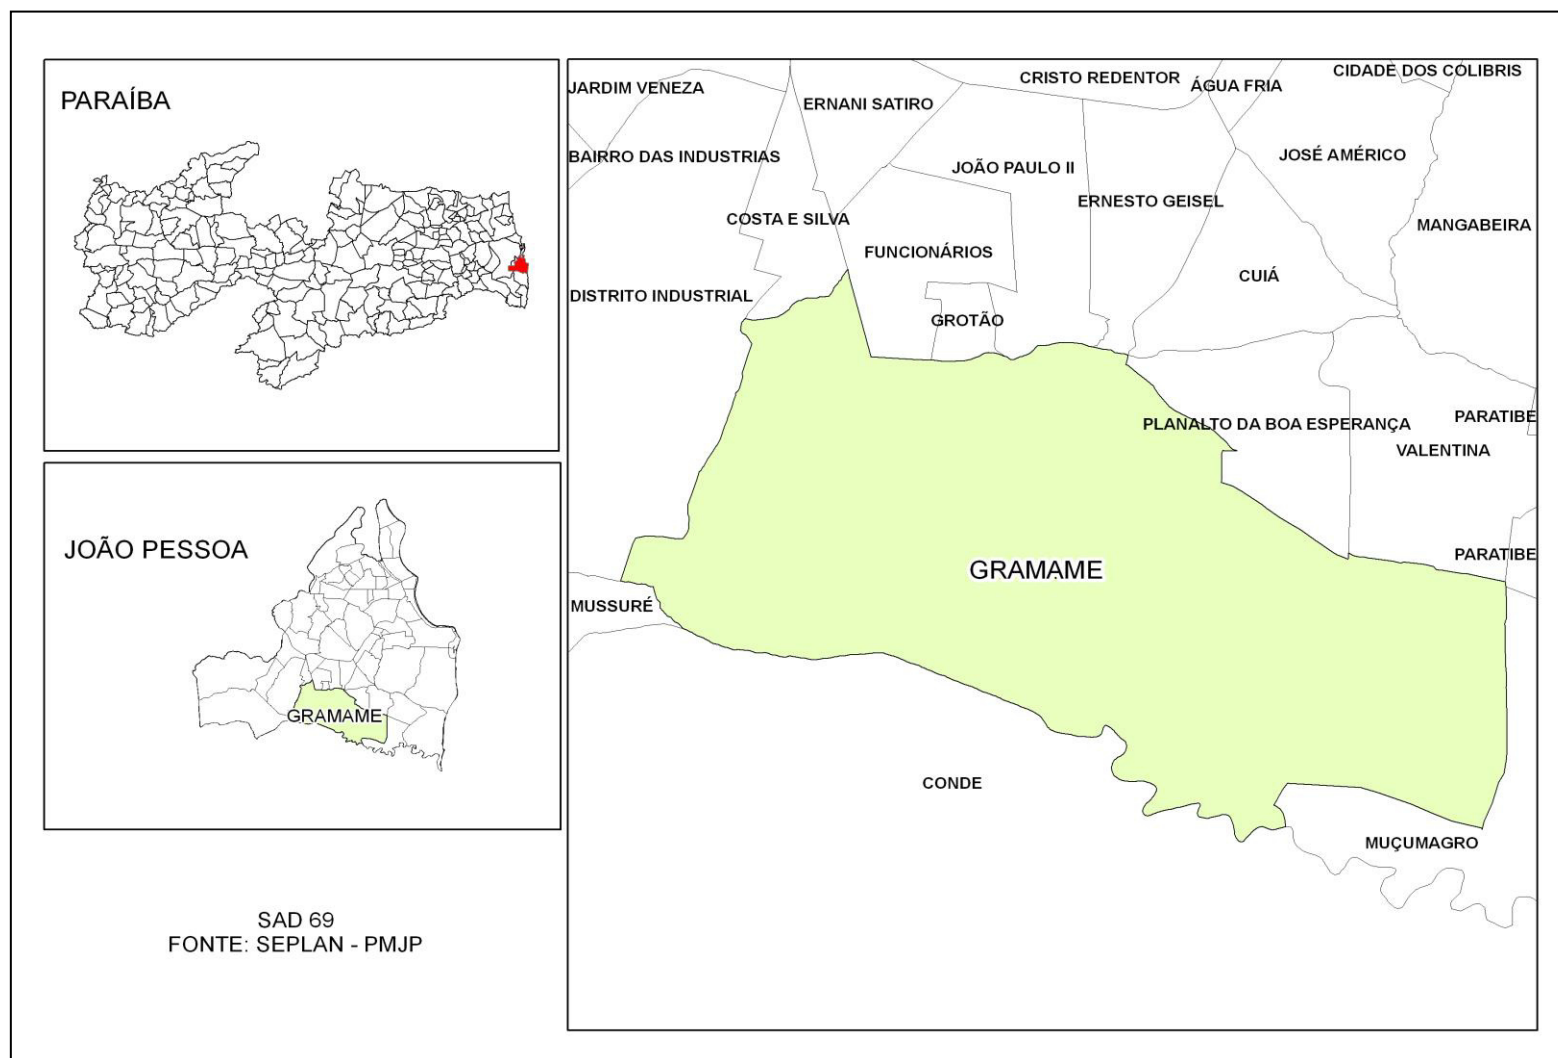 PARAÍBA
JOÃO PESSOA
GRAMAME
SAD 69
FONTE: SEPLAN - PMJP
CRISTO REDENTOR
CIDADE DOS COLIBRIS
JARDIM VENEZA
ÁGUA FRIA
ERNANI SATIRO
BAIRRO DAS INDUSTRIAS
JOÃO PAULO II
JOSÉ AMÉRICO
ERNESTO GEISEL
COSTA E SILVA
MANGABEIRA
FUNCIONÁRIOS
CUIÁ
DISTRITO INDUSTRIAL
GROTÃO
PLANALTO DA BOA ESPERANÇA
PARATIBE
VALENTINA
PARATIBE
GRAMAME
MUSSURÉ
CONDE
MUÇUMAGRO